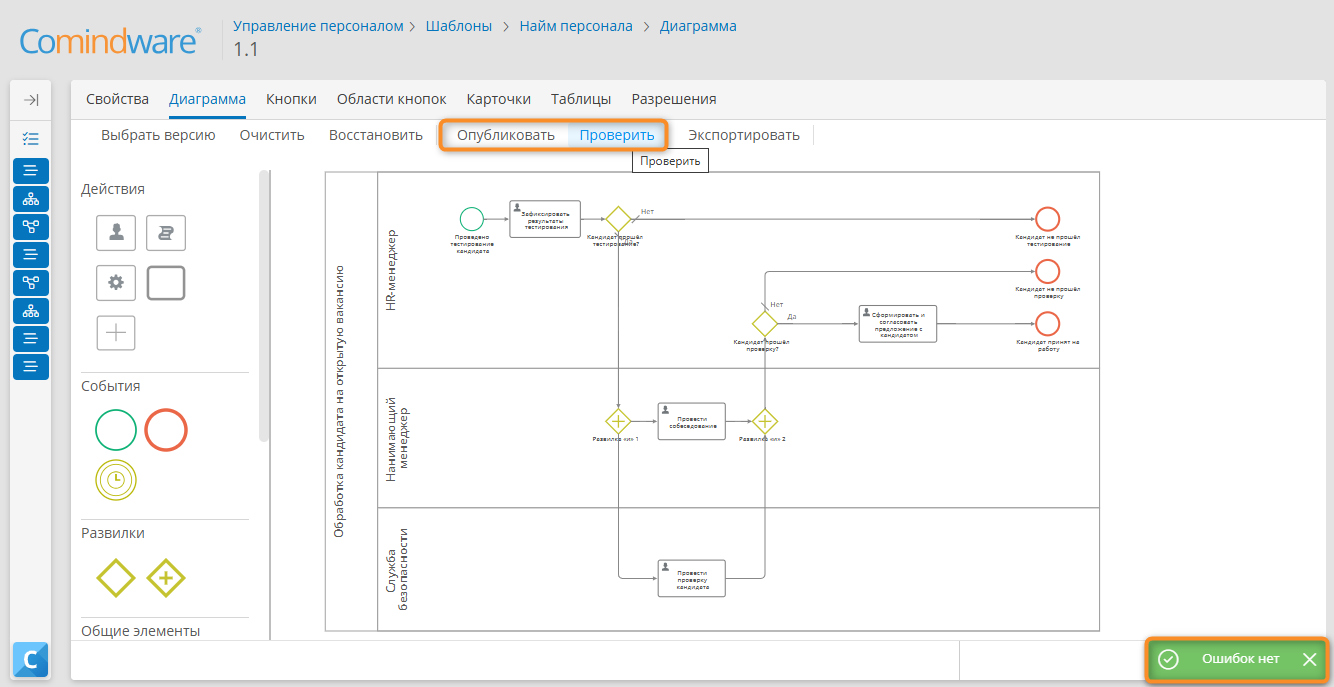 Comindware®
Управление персоналом > Шаблоны > Найм персонала > Диаграмма
1.1
Свойства Диаграмма Кнопки Области кнопок Карточки Таблицы Разрешения
Выбрать версию Очистить Восстановить Опубликовать Проверить Экспортировать
Проверить
Действия
События
Развилки
Общие элементы
Обработка кандидата на открытую вакансию
HR-менеджер
Проведено
тестирование
кандидата
Зафиксировать
результаты
тестирования
Нет
Кандидат прошёл
тестирование?
Кандидат не прошёл
тестирование
Кандидат не прошёл
проверку
Нет
Да
Кандидат прошёл
проверку?
Сформировать и
согласовать
предложение с
кандидатом
Кандидат принят на
работу
Нанимающий
менеджер
Развилка «и» 1
Провести
собеседование
Развилка «и» 2
Служба
безопасности
Провести
проверку
кандидата
C
Ошибок нет